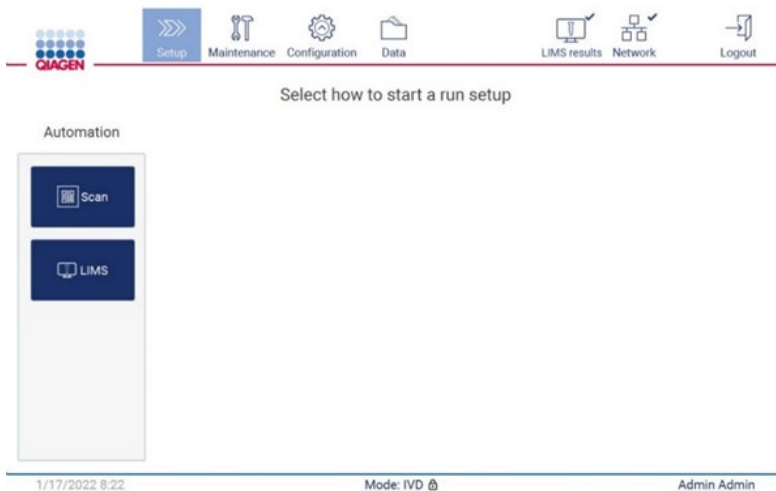 QIAGEN
Setup
Maintenance
Configuration
Data
LIMS results
Network
Logout
Select how to start a run setup
Automation
Scan
LIMS
1/17/2022 8:22
Mode: IVD
Admin Admin